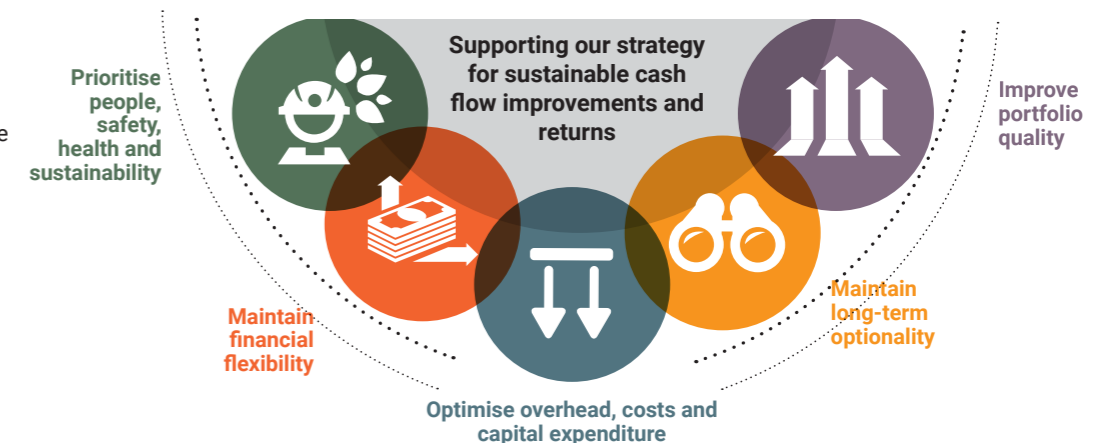 Supporting our strategy
for sustainable cash
flow improvements and
returns
Prioritise
people,
safety,
health and
sustainability
e
Improve
portfolio
quality
Maintain
financial
flexibility
Maintain
long-term
optionality
Optimise overhead, costs and
capital expenditure